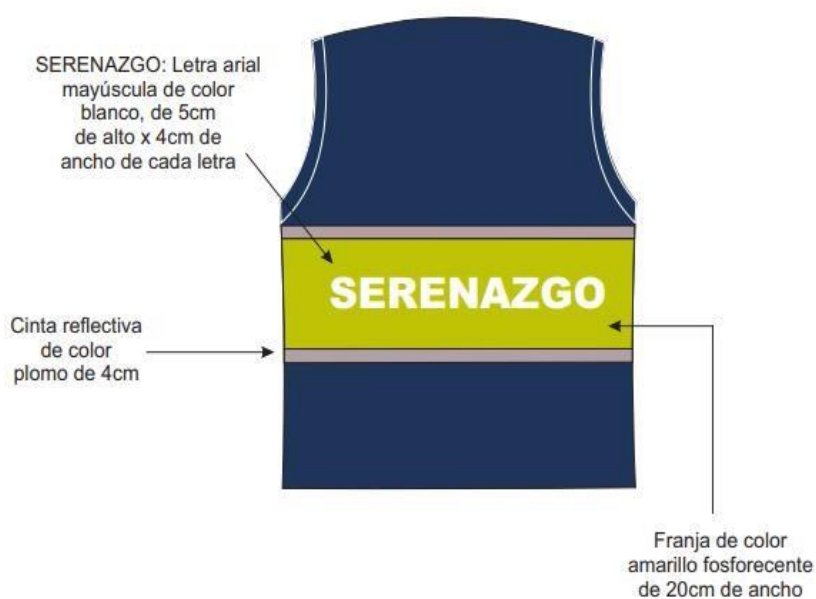 SERENAZGO: Letra arial
mayúscula de color
blanco, de 5cm
de alto x 4cm de
ancho de cada letra
SERENAZGO
Cinta reflectiva
de color
plomo de 4cm
Franja de color
amarillo fosforecente
de 20cm de ancho